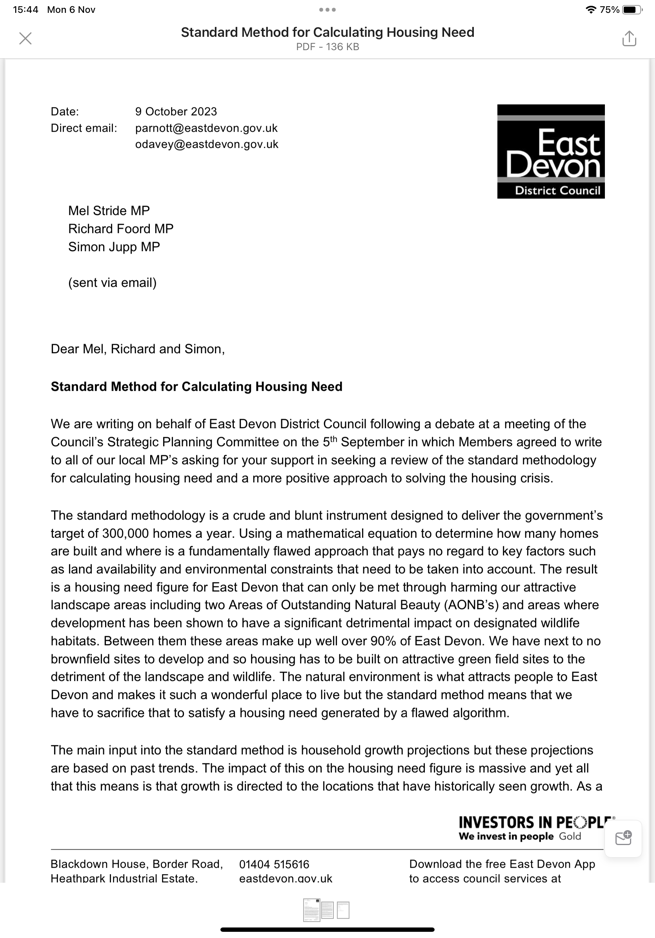 15:44 Mon 6 Nov
75%
Standard Method for Calculating Housing Need
PDF - 136 KB
Date: 9 October 2023
Direct email: parnott@eastdevon.gov.uk
odavey@eastdevon.gov.uk
East
Devon
District Council
Mel Stride MP
Richard Foord MP
Simon Jupp MP
(sent via email)
Dear Mel, Richard and Simon,
Standard Method for Calculating Housing Need
We are writing on behalf of East Devon District Council following a debate at a meeting of the
Council's Strategic Planning Committee on the 5th September in which Members agreed to write
to all of our local MP's asking for your support in seeking a review of the standard methodology
for calculating housing need and a more positive approach to solving the housing crisis.
The standard methodology is a crude and blunt instrument designed to deliver the government's
target of 300,000 homes a year. Using a mathematical equation to determine how many homes
are built and where is a fundamentally flawed approach that pays no regard to key factors such
as land availability and environmental constraints that need to be taken into account. The result
is a housing need figure for East Devon that can only be met through harming our attractive
landscape areas including two Areas of Outstanding Natural Beauty (AONB's) and areas where
development has been shown to have a significant detrimental impact on designated wildlife
habitats. Between them these areas make up well over 90% of East Devon. We have next to no
brownfield sites to develop and so housing has to be built on attractive green field sites to the
detriment of the landscape and wildlife. The natural environment is what attracts people to East
Devon and makes it such a wonderful place to live but the standard method means that we
have to sacrifice that to satisfy a housing need generated by a flawed algorithm.
The main input into the standard method is household growth projections but these projections
are based on past trends. The impact of this on the housing need figure is massive and yet all
that this means is that growth is directed to the locations that have historically seen growth. As a
INVESTORS IN PEOPLE
We invest in people Gold
Blackdown House, Border Road, 01404 515616 Download the free East Devon App
Heathpark Industrial Estate, eastdevon.gov.uk to access council services at